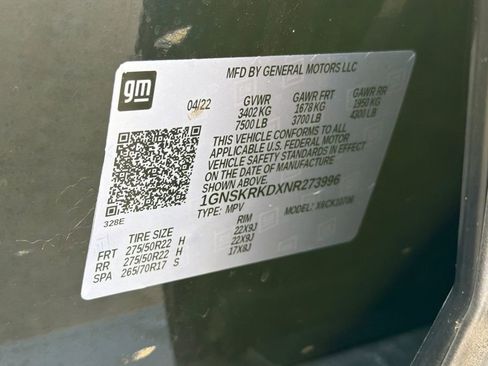 gm
MFD BY GENERAL MOTORS LLC
04/22 GVWR GAWR FRT GAWR RR
3402 KG 1678 KG 1950 KG
7500 LB 3700 LB 4300 LB
THIS VEHICLE CONFORMS TO ALL
APPLICABLE U.S. FEDERAL MOTOR
VEHICLE SAFETY STANDARDS IN EFFECT
ON THE DATE OF MANUFACTURE
1GNSKRKDXNR273996
TYPE: MPV MODEL: X6/CK10706
328E
TIRE SIZE RIM
FRT 275/50R22 H 22X9J
RR 275/50R22 H 22X9J
SPA 265/70R17 S 17X8J